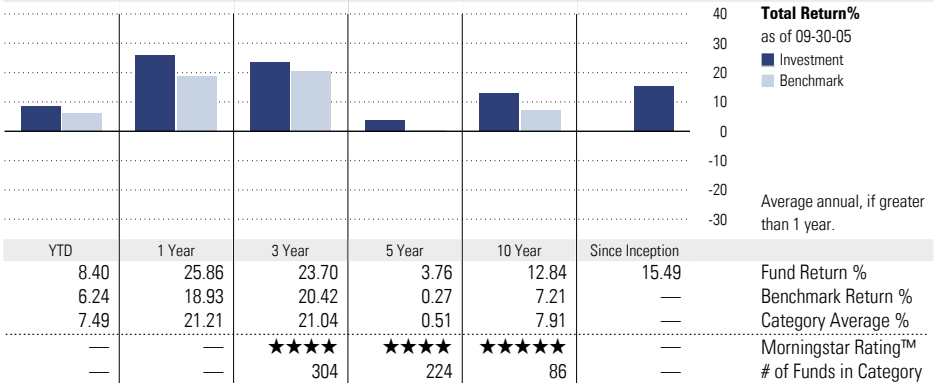 40
30
20
10
0
-10
-20
-30
Total Return%
as of 09-30-05
Investment
Benchmark
Average annual, if greater
than 1 year.
YTD 1 Year 3 Year 5 Year 10 Year Since Inception
8.40 25.86 23.70 3.76 12.84 15.49 Fund Return %
6.24 18.93 20.42 0.27 7.21 — Benchmark Return %
7.49 21.21 21.04 0.51 7.91 — Category Average %
— — ★★★★ ★★★★ ★★★★★ — Morningstar Rating™
— — 304 224 86 — # of Funds in Category